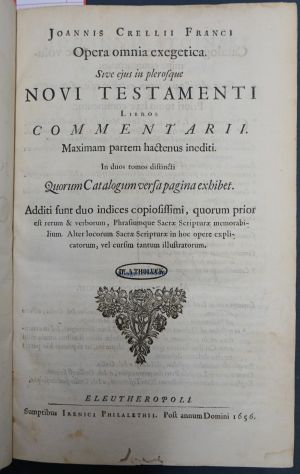 JOANNIS CRELLII FRANCI
Opera omnia exegetica.
Sive ejus in plerosque
NOVI TESTAMENTI
LIBROS
COMMENTARII.
Maximam partem hactenus inediti.
In duos tomos distincti
Quorum Catalogum versa pagina exhibet.
Additi sunt duo indices copiosissimi, quorum prior
est rerum & verborum, Phrasiumque Sacræ Scripturæ memorabi-
lium. Alter locorum Sacræ Scripturæ in hoc opere expli-
catorum, vel cursim tantum illustratorum.
ELEUTHEROPOLI
Sumptibus IRENICI PHILALETHII. Post annum Domini 1656.